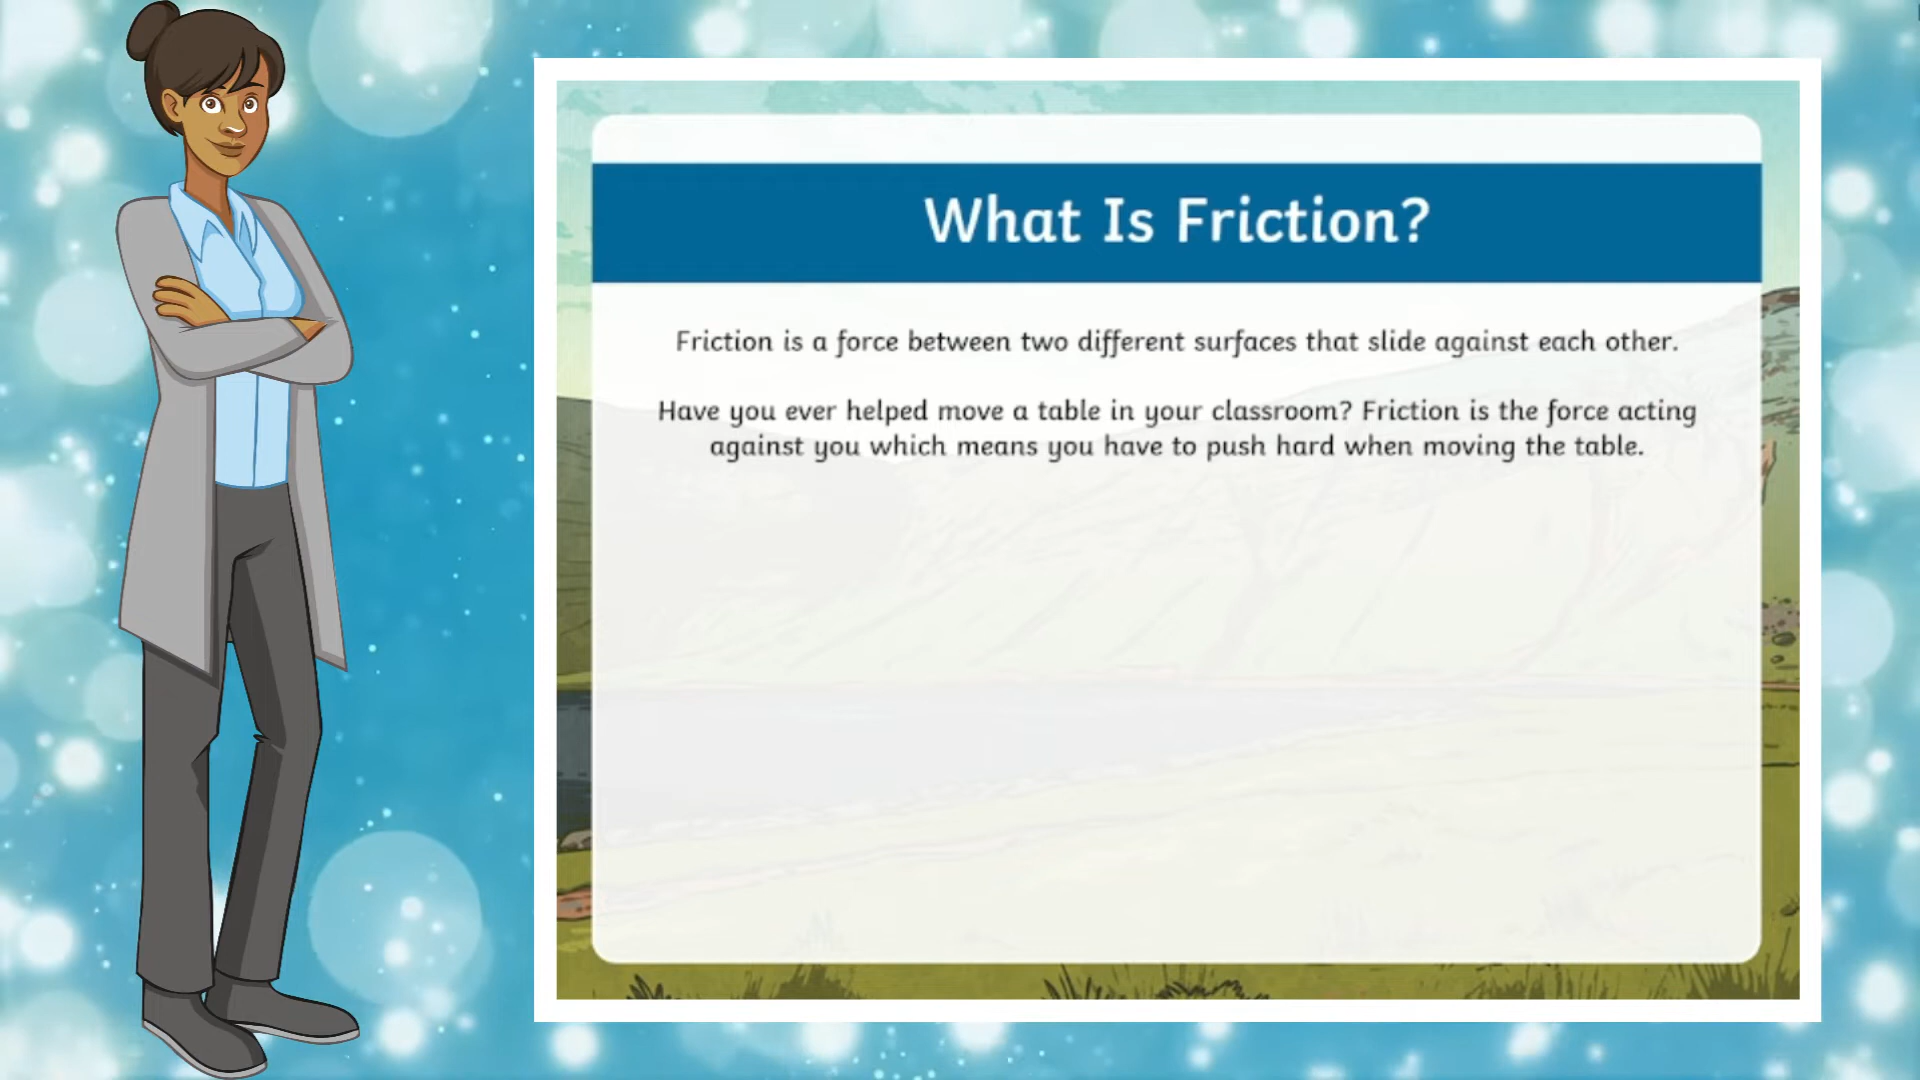 What Is Friction?
Friction is a force between two different surfaces that slide against each other.
Have you ever helped move a table in your classroom? Friction is the force acting
against you which means you have to push hard when moving the table.